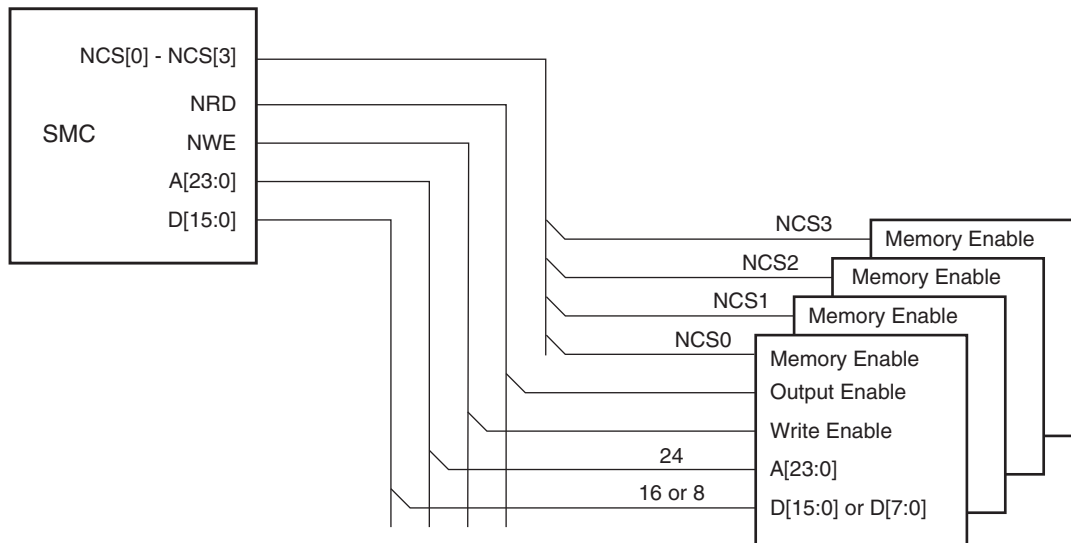 NCS[0] - NCS[3]
NRD
SMC
NWE
A[23:0]
D[15:0]
NCS3
Memory Enable
NCS2
Memory Enable
NCS1
Memory Enable
NCS0
Memory Enable
Output Enable
Write Enable
24
A[23:0]
16 or 8
D[15:0] or D[7:0]